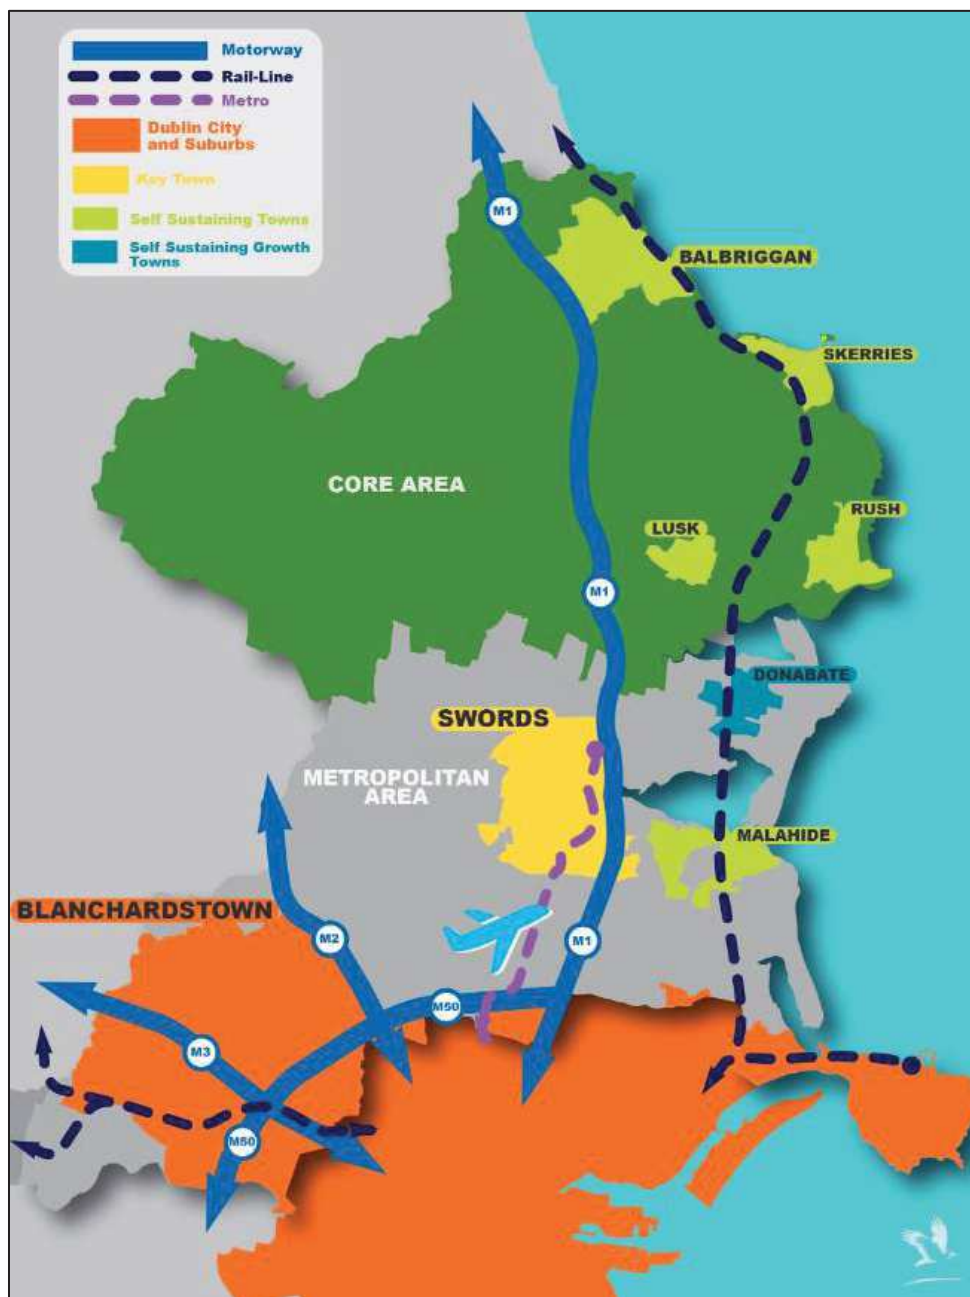 Motorway
Rail-Line
Metro
Dublin City
and Suburbs
Key Town
Self Sustaining Towns
Self Sustaining Growth
Towns
M1
BALBRIGGAN
SKERRIES
CORE AREA
RUSH
LUSK
M1
DONABATE
SWORDS
METROPOLITAN
AREA
MALAHIDE
BLANCHARDSTOWN
M2
M1
M50
M3
M50